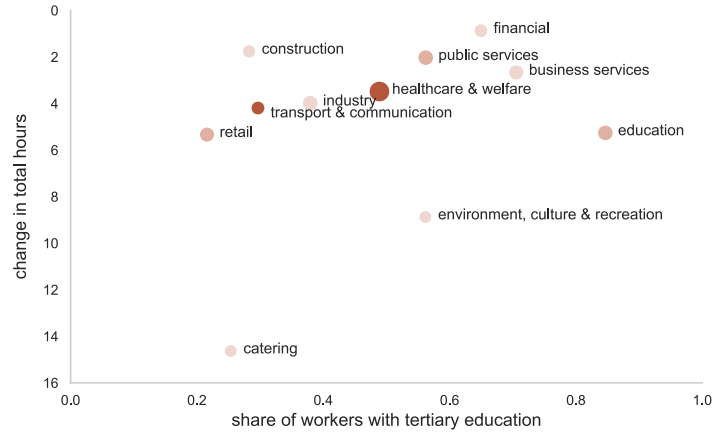 0
financial
construction
public services
2
business services
healthcare & welfare
industry
4
transport & communication
retail
education
6
8
environment, culture & recreation
10
12
14
catering
16
0.0
0.2
0.4
0.6
0.8
1.0
share of workers with tertiary education
change in total hours